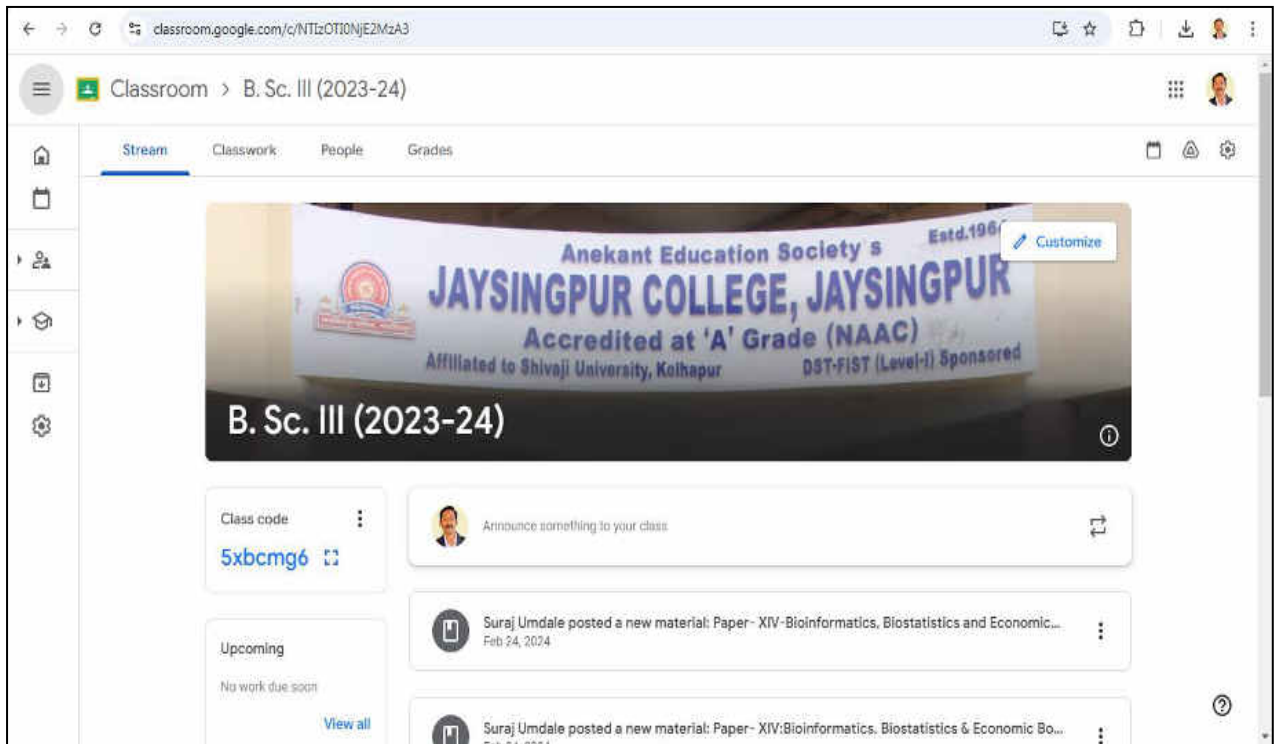 classroom.google.com/c/NTIzOTI0NjE2MzA3
Classroom > B. Sc. III (2023-24)
Stream Classwork People Grades
Anekant Education Society s Estd.1964
Customize
JAYSINGPUR COLLEGE, JAYSINGPUR
Accredited at 'A' Grade (NAAC)
Affiliated to Shivaji University, Kolhapur DST-FIST (Level-I) Sponsored
B. Sc. III (2023-24)
Class code
5xbcmg6
Announce something to your class
Suraj Umdale posted a new material: Paper- XIV-Bioinformatics, Biostatistics and Economic...
Feb 24, 2024
Upcoming
No work due soon
View all
Suraj Umdale posted a new material: Paper- XIV:Bioinformatics. Biostatistics & Economic Bo...